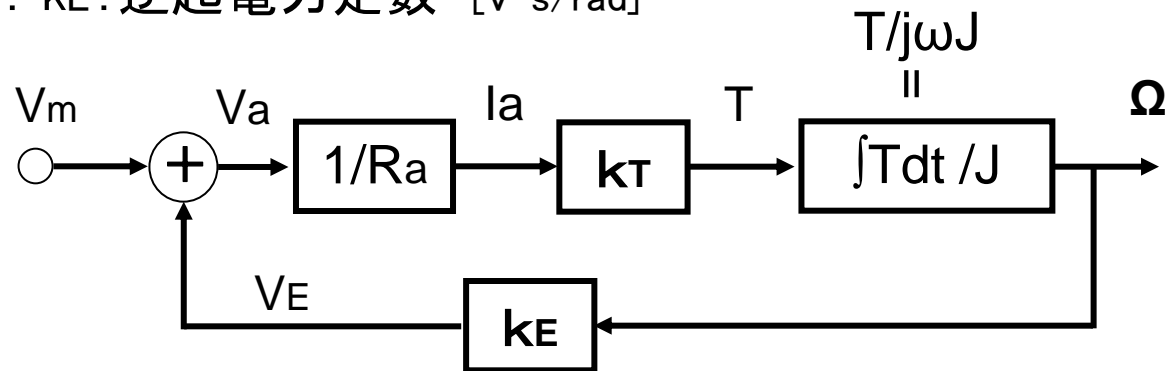 : KE:逆起電力定数 [V s/rad]
T/jωJ
=
Vm
Va
Ia
T
Ω
+
1/Ra
kT
∫Tdt /J
VE
kE